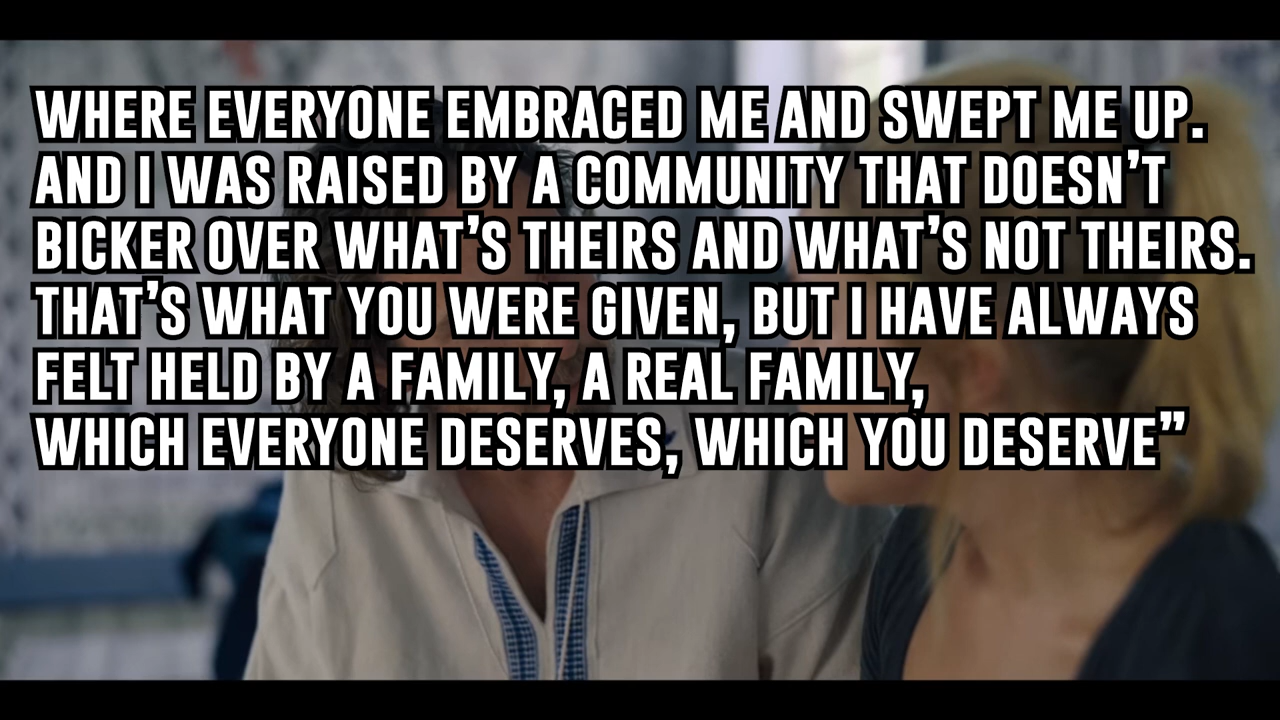 WHERE EVERYONE EMBRACED ME AND SWEPT ME UP.
AND I WAS RAISED BY A COMMUNITY THAT DOESN’T
BICKER OVER WHAT’S THEIRS AND WHAT’S NOT THEIRS.
THAT’S WHAT YOU WERE GIVEN, BUT I HAVE ALWAYS
FELT HELD BY A FAMILY, A REAL FAMILY,
WHICH EVERYONE DESERVES, WHICH YOU DESERVE”